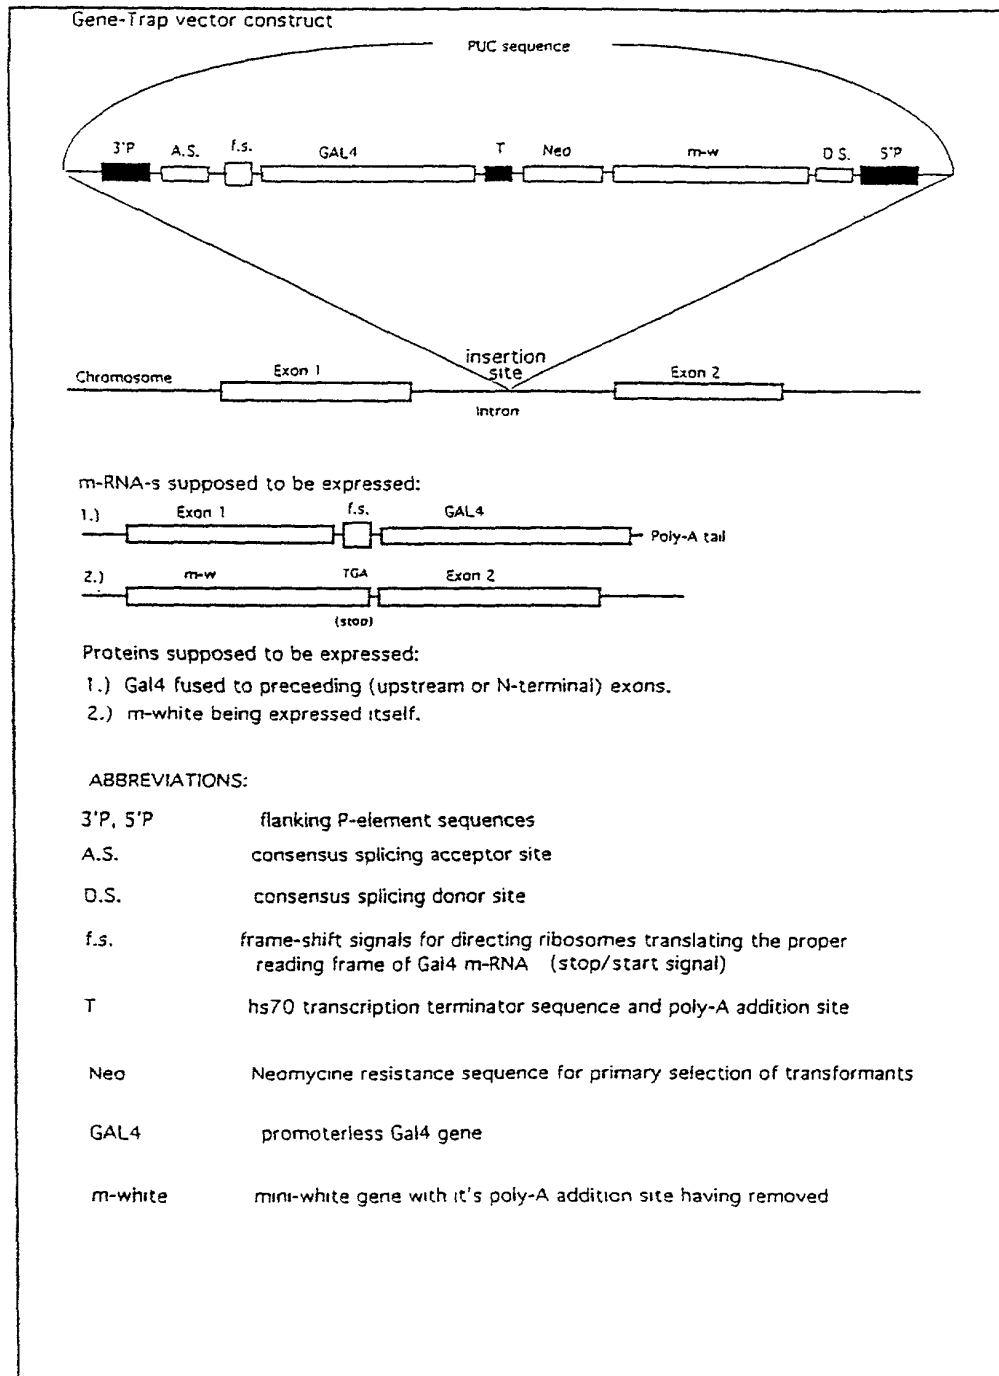 Gene-Trap vector construct
PUC sequence
3'P A.S. f.s. GAL4 T Neo m-w D.S. 5'P
insertion
site
Chromosome Exon 1 Exon 2
Intron
m-RNA-s supposed to be expressed:
1.) Exon 1 f.s. GAL4
Poly-A tail
2.) m-w TGA Exon 2
(stop)
Proteins supposed to be expressed:
1.) Gal4 fused to preceeding (upstream or N-terminal) exons.
2.) m-white being expressed itself.
ABBREVIATIONS:
3'P, 5'P flanking P-element sequences
A.S. consensus splicing acceptor site
D.S. consensus splicing donor site
f.s. frame-shift signals for directing ribosomes translating the proper
reading frame of Gal4 m-RNA (stop/start signal)
T hs70 transcription terminator sequence and poly-A addition site
Neo Neomycine resistance sequence for primary selection of transformants
GAL4 promoterless Gal4 gene
m-white mini-white gene with it's poly-A addition site having removed